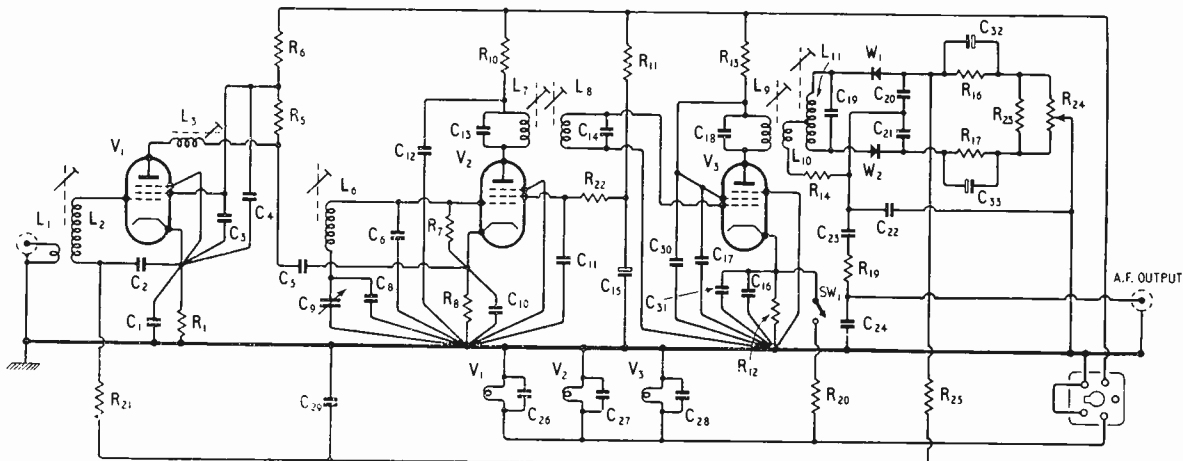 R6
R10
R11
R13
L11
W1
C32
L7
L8
L9
C19
C20
R16
R23
R24
L3
R5
C13
C14
C18
C21
R17
V1
C12
V2
V3
L10
W2
C33
R14
L1
L2
C3
C4
L6
R22
C22
C2
C5
C6
R7
C11
C30
C17
C23
R19
A.F. OUTPUT
C9
C8
R8
C10
C15
C31
C16
SW1
C1
R1
C24
R12
V1
V2
V3
R21
C29
C26
C27
C28
R20
R25